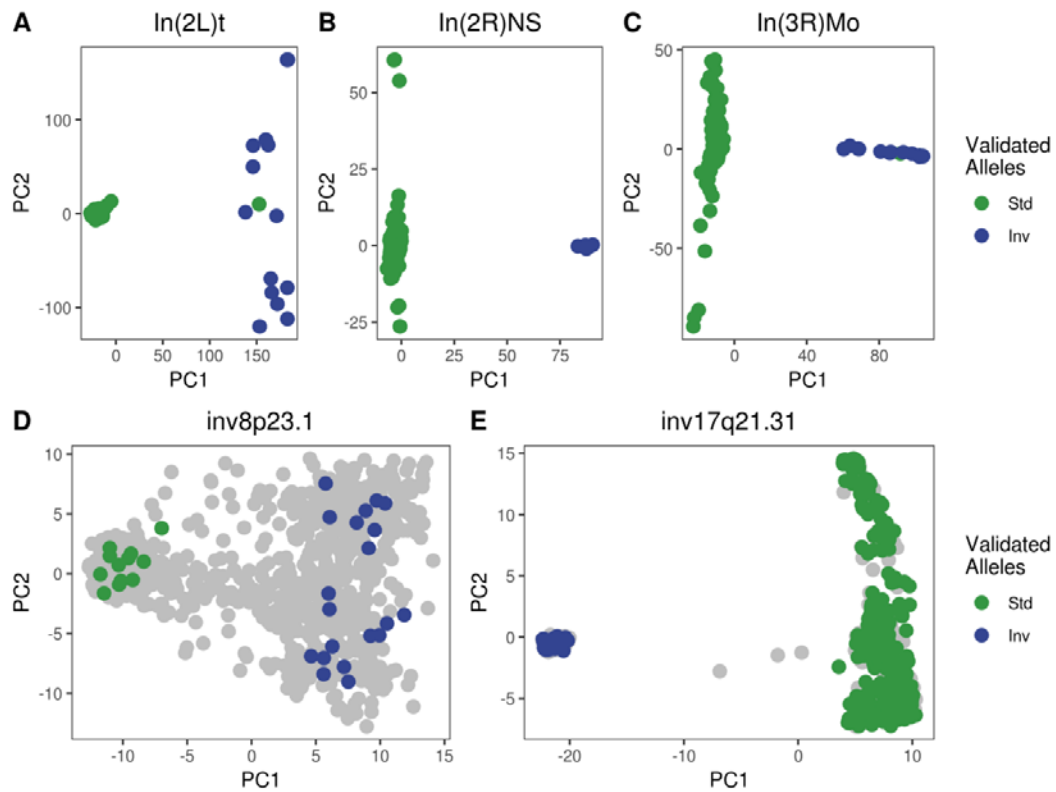 A In(2L)t
100
0
-100
PC2
0 50 100 150
PC1
B In(2R)NS
50
25
0
-25
PC2
0 25 50 75
PC1
C In(3R)Mo
50
0
-50
PC2
0 40 80
PC1
Validated
Alleles
Std
Inv
D inv8p23.1
10
5
0
-5
-10
PC2
-10 -5 0 5 10 15
PC1
E inv17q21.31
15
10
5
0
-5
PC2
-20 -10 0 10
PC1
Validated
Alleles
Std
Inv